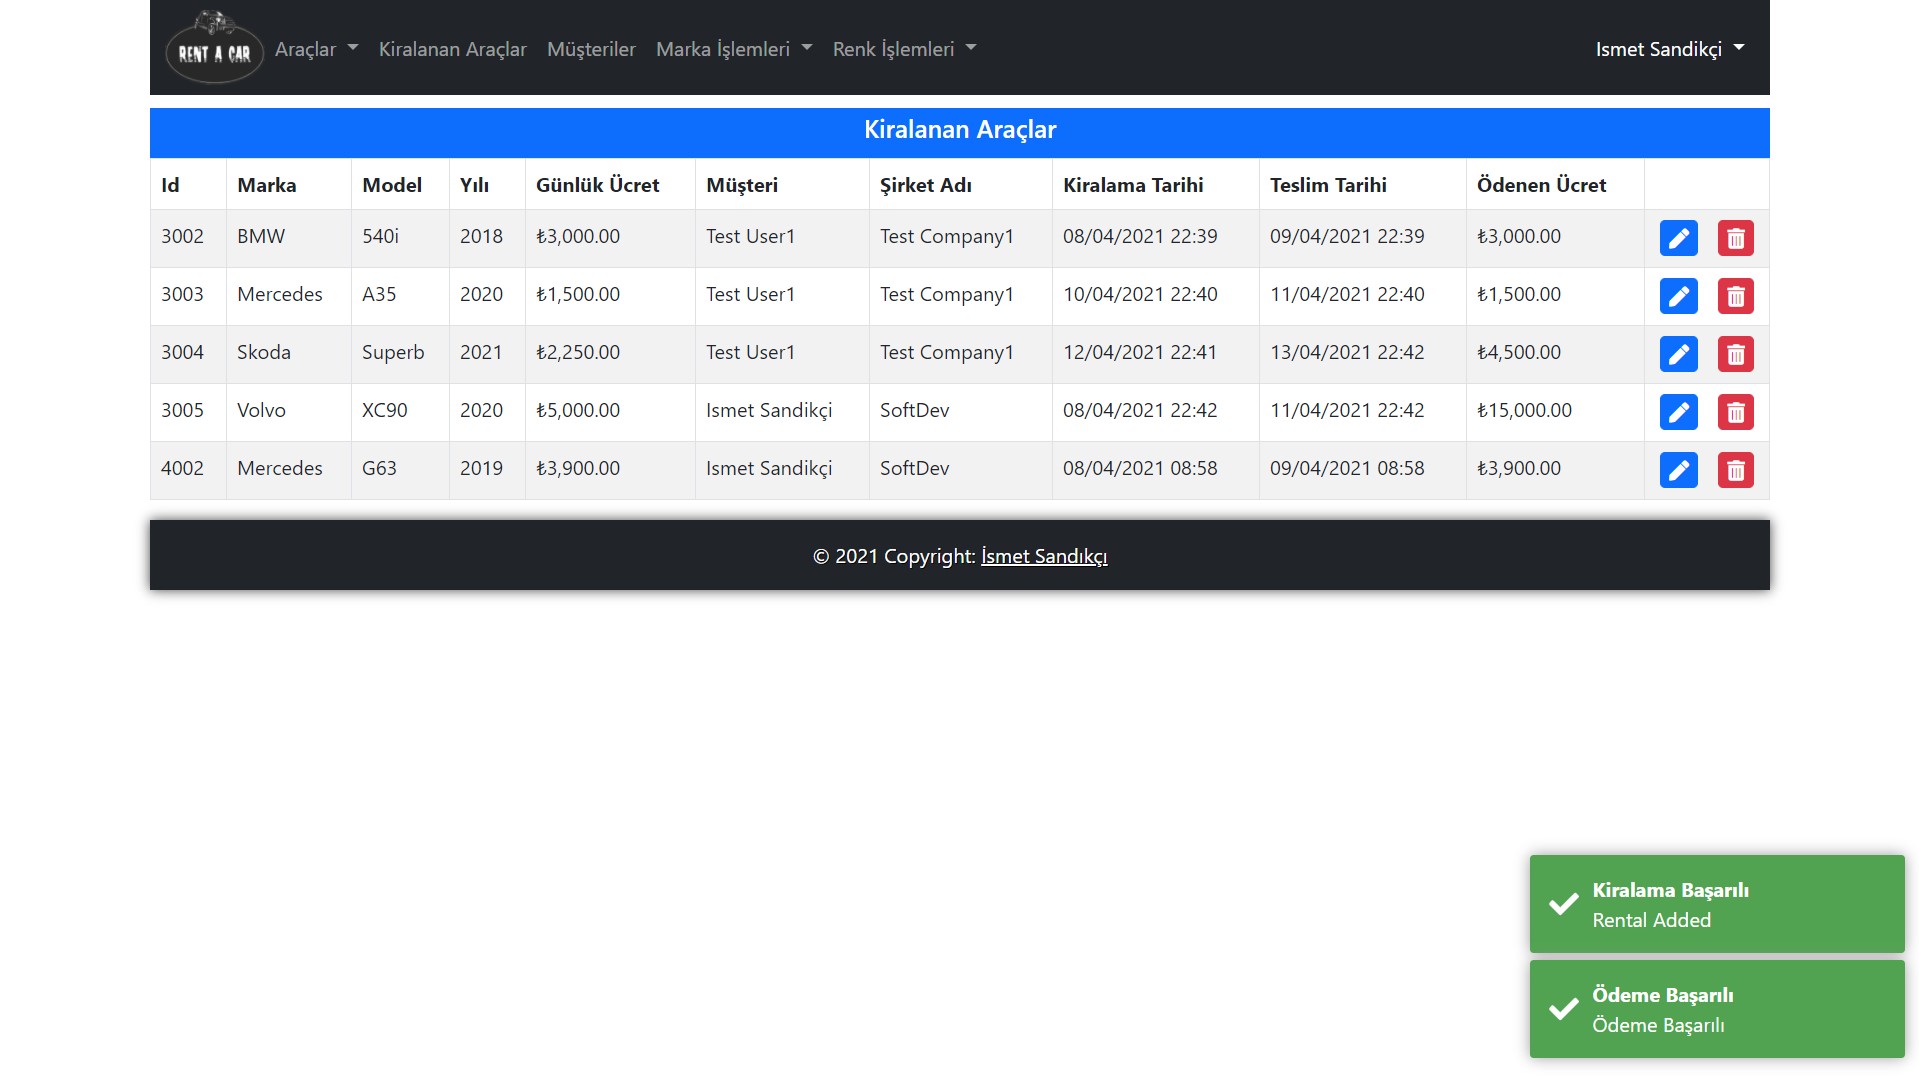 RENT A CAR Araçlar Kiralanan Araçlar Müşteriler Marka İşlemleri Renk İşlemleri Ismet Sandikçi
Kiralanan Araçlar
Id Marka Model Yılı Günlük Ücret Müşteri Şirket Adı Kiralama Tarihi Teslim Tarihi Ödenen Ücret
3002 BMW 540i 2018 ₺3,000.00 Test User1 Test Company1 08/04/2021 22:39 09/04/2021 22:39 ₺3,000.00
3003 Mercedes A35 2020 ₺1,500.00 Test User1 Test Company1 10/04/2021 22:40 11/04/2021 22:40 ₺1,500.00
3004 Skoda Superb 2021 ₺2,250.00 Test User1 Test Company1 12/04/2021 22:41 13/04/2021 22:42 ₺4,500.00
3005 Volvo XC90 2020 ₺5,000.00 Ismet Sandikçi SoftDev 08/04/2021 22:42 11/04/2021 22:42 ₺15,000.00
4002 Mercedes G63 2019 ₺3,900.00 Ismet Sandikçi SoftDev 08/04/2021 08:58 09/04/2021 08:58 ₺3,900.00
© 2021 Copyright: İsmet Sandıkçı
Kiralama Başarılı
Rental Added
Ödeme Başarılı
Ödeme Başarılı